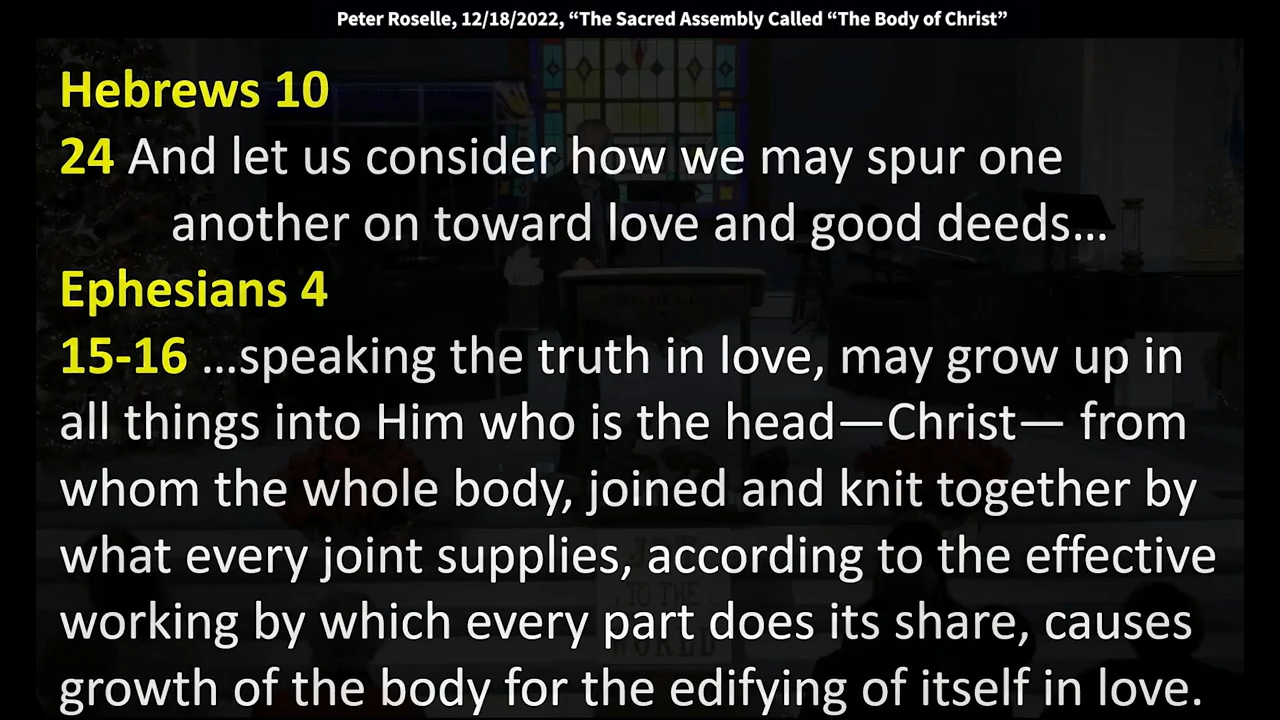 Peter Roselle, 12/18/2022, “The Sacred Assembly Called “The Body of Christ”
Hebrews 10
24 And let us consider how we may spur one
another on toward love and good deeds…
Ephesians 4
15-16 …speaking the truth in love, may grow up in
all things into Him who is the head—Christ— from
whom the whole body, joined and knit together by
what every joint supplies, according to the effective
working by which every part does its share, causes
growth of the body for the edifying of itself in love.
JOY
TO THE
WORLD